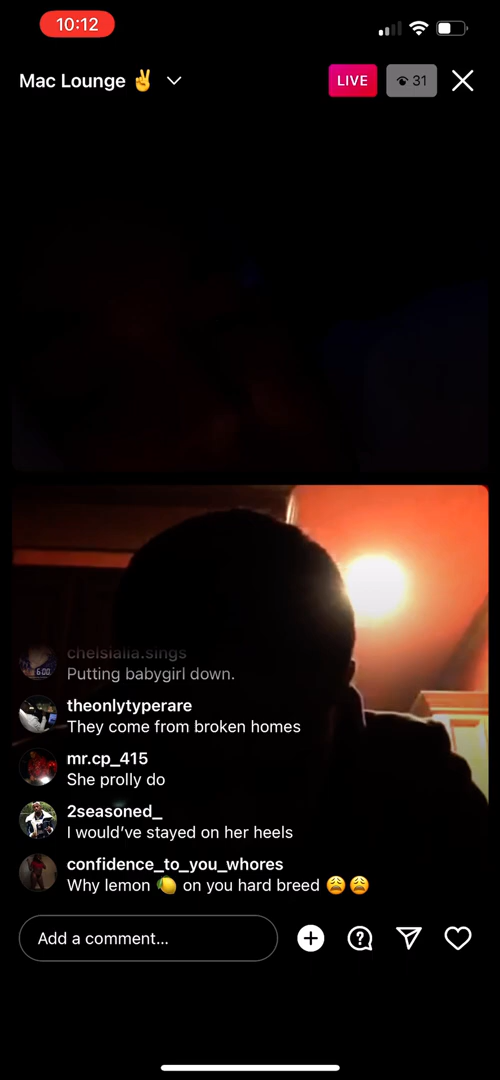 10:12
Mac Lounge ✌️
LIVE
31
chelsialia.sings
Putting babygirl down.
theonlytyperare
They come from broken homes
mr.cp_415
She prolly do
2seasoned_
I would’ve stayed on her heels
confidence_to_you_whores
Why lemon 🍋 on you hard breed 😩😩
Add a comment...